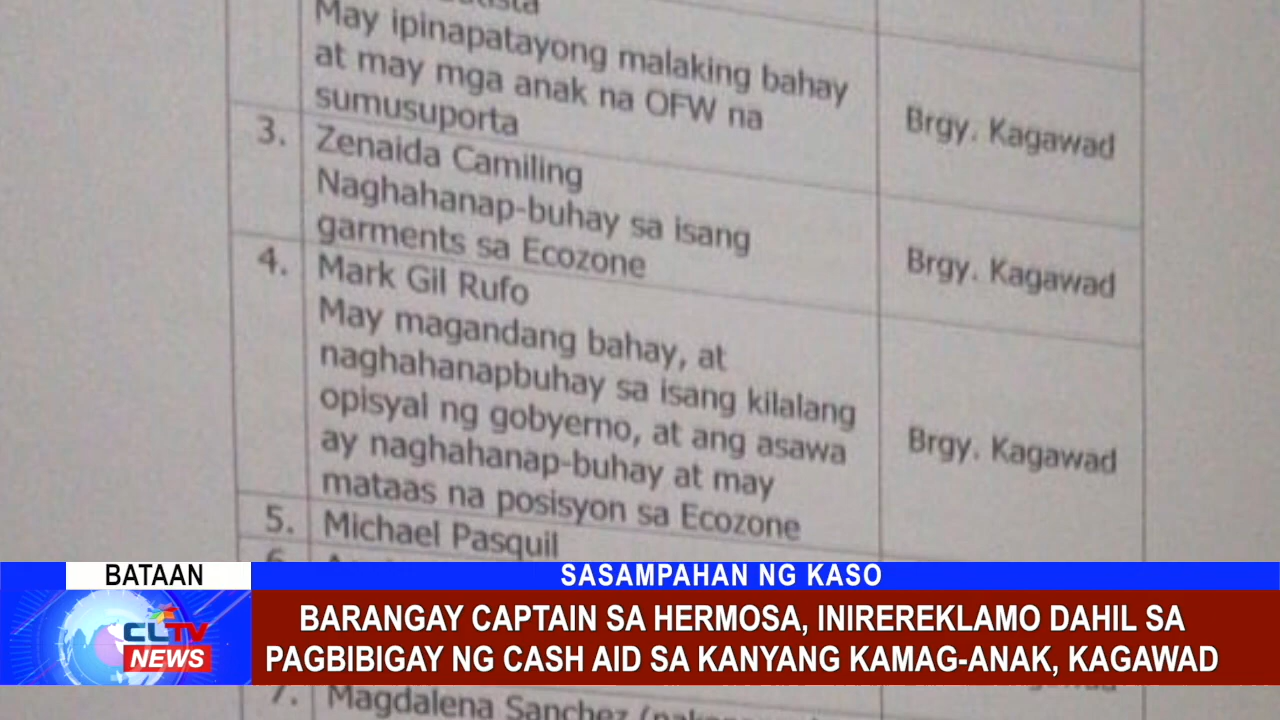 May ipinapatayong malaking bahay
at may mga anak na OFW na
sumusuporta
Brgy. Kagawad
3. Zenaida Camiling
Naghahanap-buhay sa isang
garments sa Ecozone
Brgy. Kagawad
4. Mark Gil Rufo
May magandang bahay, at
naghahanapbuhay sa isang kilalang
opisyal ng gobyerno, at ang asawa
ay naghahanap-buhay at may
mataas na posisyon sa Ecozone
Brgy. Kagawad
5. Michael Pasquil
BATAAN
SASAMPAHAN NG KASO
CLTV
NEWS
BARANGAY CAPTAIN SA HERMOSA, INIREREKLAMO DAHIL SA
PAGBIBIGAY NG CASH AID SA KANYANG KAMAG-ANAK, KAGAWAD
7. Magdalena Sanchez